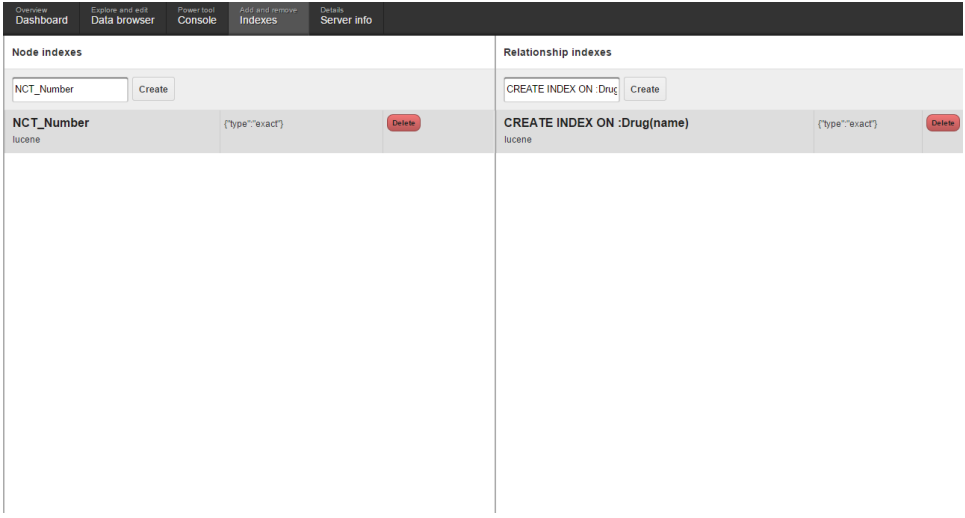 Overview Explore and edit Power tool Add and remove Details
Dashboard Data browser Console Indexes Server info
Node indexes
NCT_Number Create
NCT_Number {"type":"exact"} Delete
lucene
Relationship indexes
CREATE INDEX ON :Drug Create
CREATE INDEX ON :Drug(name) {"type":"exact"} Delete
lucene